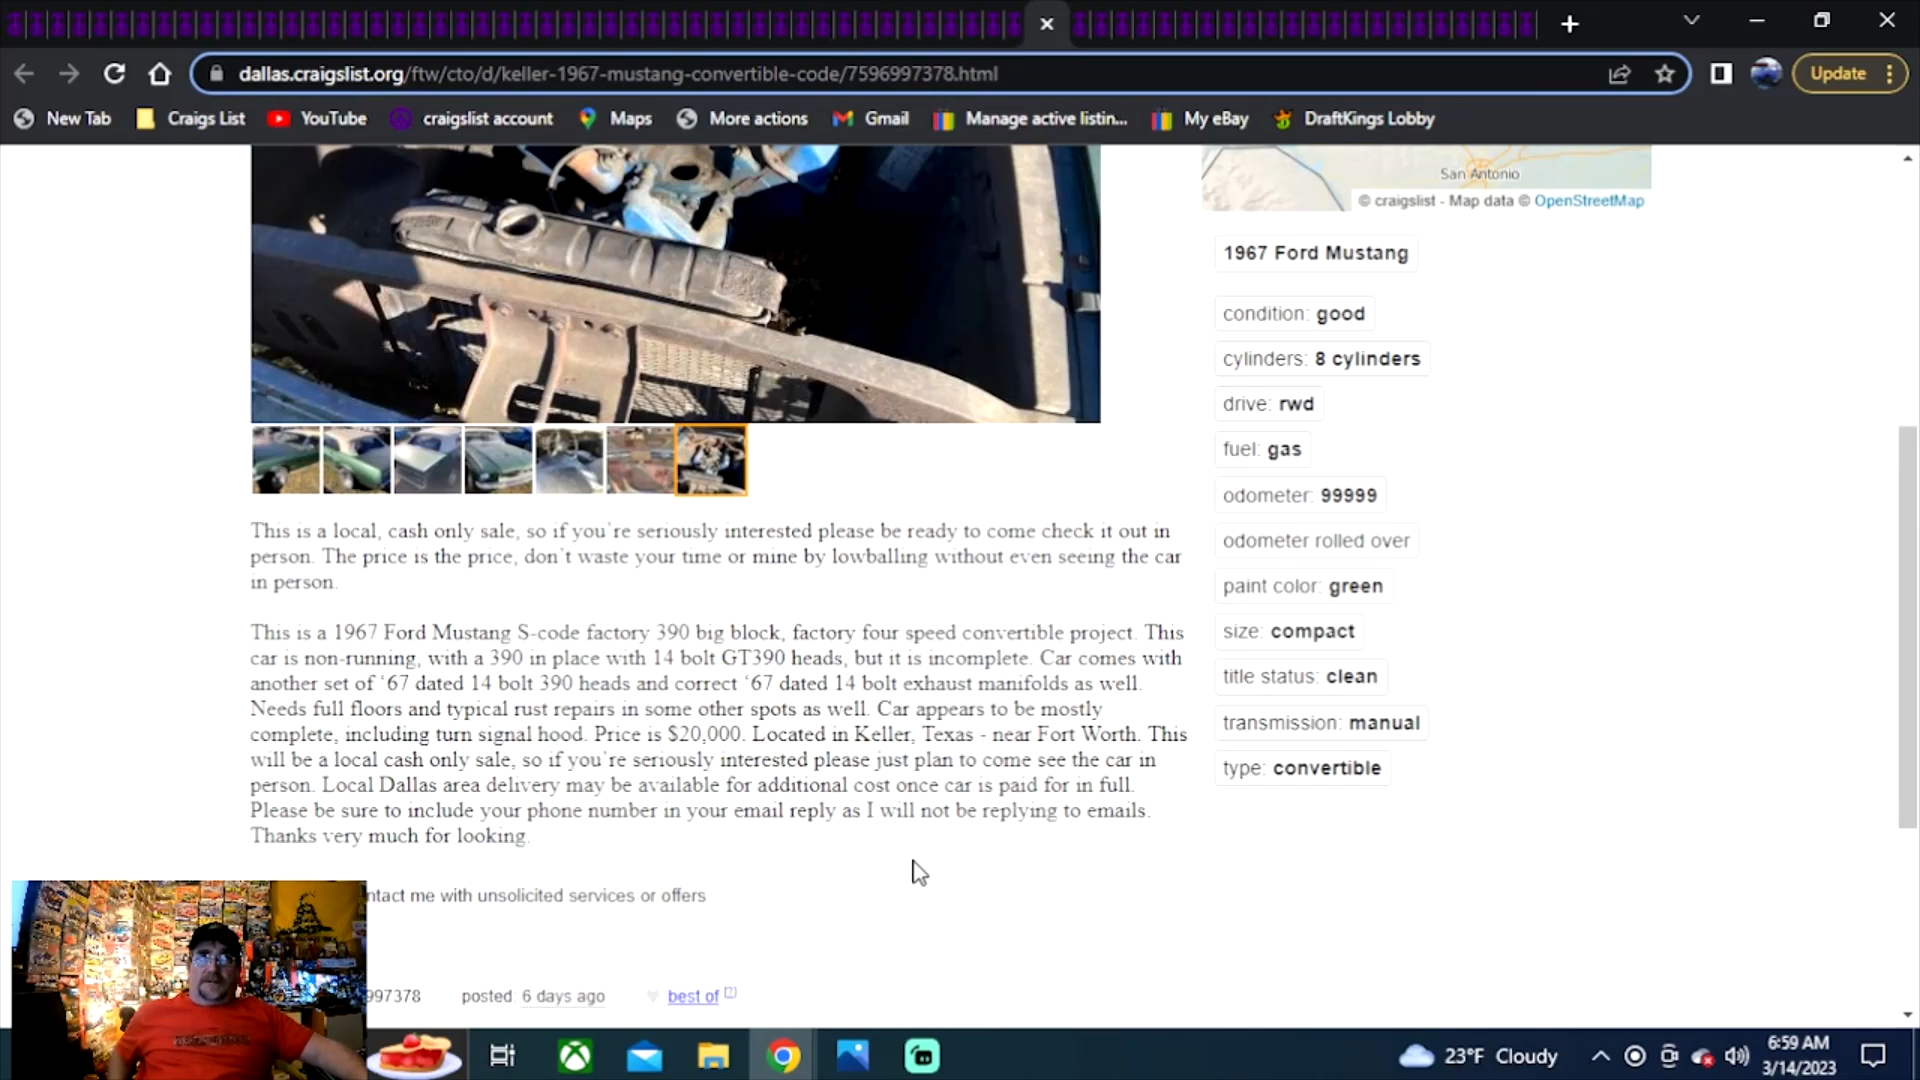 dallas.craigslist.org/ftw/cto/d/keller-1967-mustang-convertible-code/7596997378.html
Update
New Tab
Craigs List
YouTube
craigslist account
Maps
More actions
Gmail
Manage active listin...
My eBay
DraftKings Lobby
San Antonio
© craigslist - Map data © OpenStreetMap
1967 Ford Mustang
condition: good
cylinders: 8 cylinders
drive: rwd
fuel: gas
odometer: 99999
odometer rolled over
paint color: green
size: compact
title status: clean
transmission: manual
type: convertible
This is a local, cash only sale, so if you're seriously interested please be ready to come check it out in
person. The price is the price, don't waste your time or mine by lowballing without even seeing the car
in person.
This is a 1967 Ford Mustang S-code factory 390 big block, factory four speed convertible project. This
car is non-running, with a 390 in place with 14 bolt GT390 heads, but it is incomplete. Car comes with
another set of '67 dated 14 bolt 390 heads and correct '67 dated 14 bolt exhaust manifolds as well.
Needs full floors and typical rust repairs in some other spots as well. Car appears to be mostly
complete, including turn signal hood. Price is $20,000. Located in Keller, Texas - near Fort Worth. This
will be a local cash only sale, so if you're seriously interested please just plan to come see the car in
person. Local Dallas area delivery may be available for additional cost once car is paid for in full.
Please be sure to include your phone number in your email reply as I will not be replying to emails.
Thanks very much for looking.
ntact me with unsolicited services or offers
997378 posted: 6 days ago best of [?]
23°F Cloudy
6:59 AM
3/14/2023